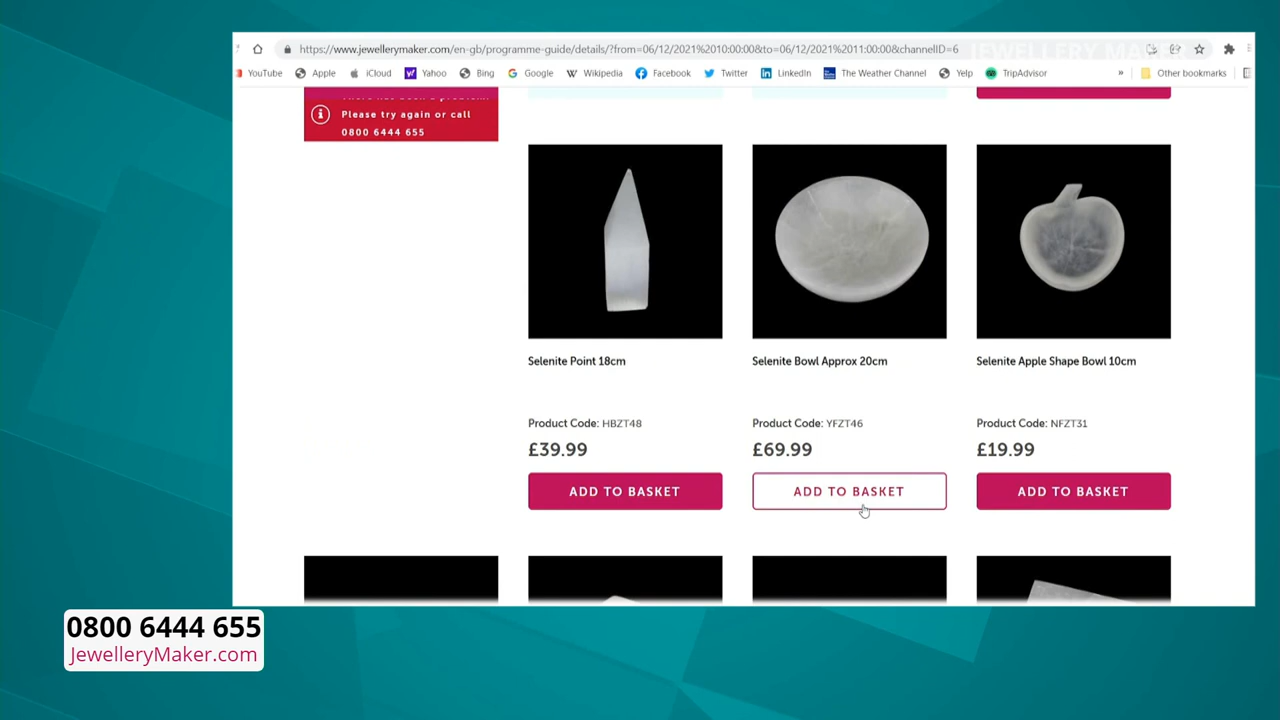 JEWELLERY MAKER
https://www.jewellerymaker.com/en-gb/programme-guide/details/?from=06/12/2021%2010:00:00&to=06/12/2021%2011:00:00&channelID=6
YouTube Apple iCloud Yahoo Bing Google Wikipedia Facebook Twitter LinkedIn The Weather Channel Yelp TripAdvisor » Other bookmarks
Please try again or call
0800 6444 655
Selenite Point 18cm
Product Code: HBZT48
£39.99
ADD TO BASKET
Selenite Bowl Approx 20cm
Product Code: YFZT46
£69.99
ADD TO BASKET
Selenite Apple Shape Bowl 10cm
Product Code: NFZT31
£19.99
ADD TO BASKET
0800 6444 655
JewelleryMaker.com